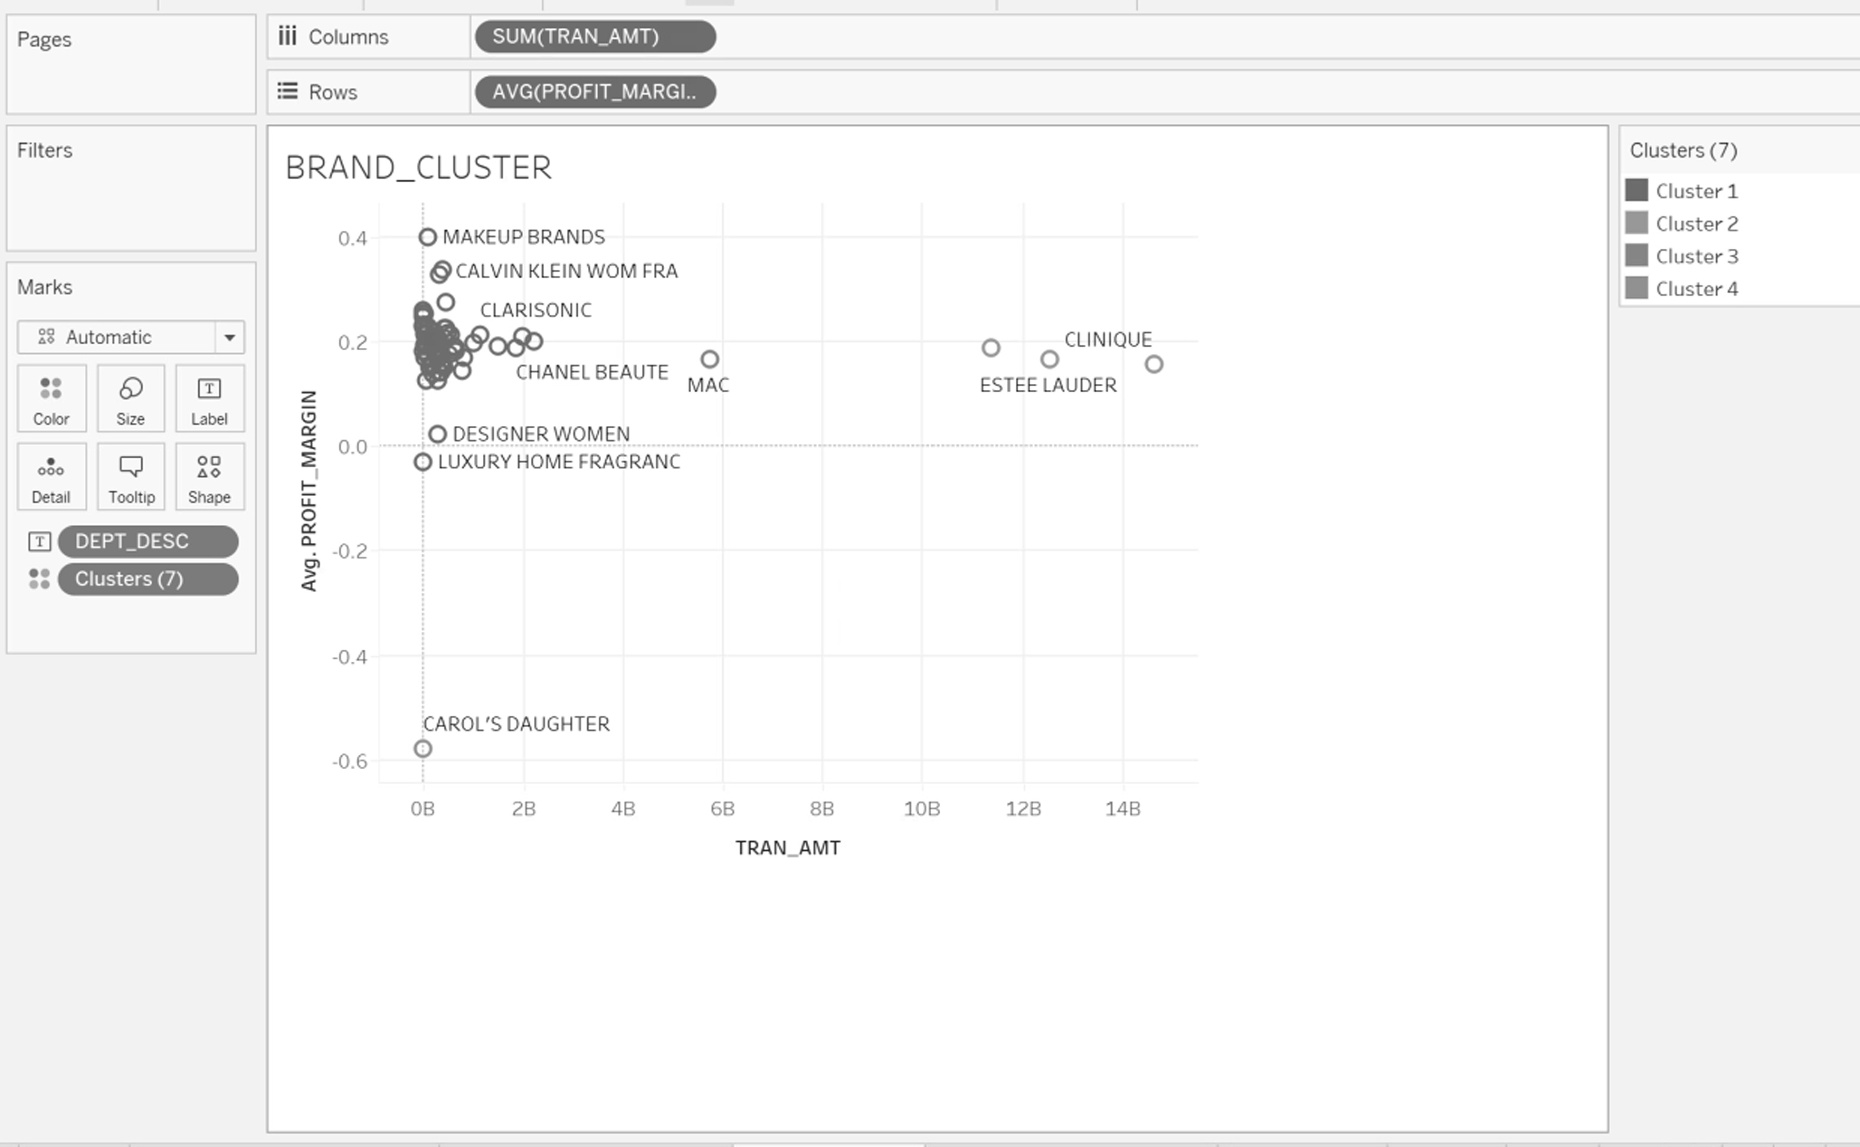 Pages
Columns
SUM(TRAN_AMT)
Rows
AVG(PROFIT_MARGI..
Filters
Marks
Automatic
Color
Size
Label
Detail
Tooltip
Shape
DEPT_DESC
Clusters (7)
BRAND_CLUSTER
MAKEUP BRANDS
CALVIN KLEIN WOM FRA
CLARISONIC
CLINIQUE
CHANEL BEAUTE
MAC
ESTEE LAUDER
DESIGNER WOMEN
LUXURY HOME FRAGRANC
CAROL'S DAUGHTER
0.4
0.2
0.0
-0.2
-0.4
-0.6
Avg. PROFIT_MARGIN
0B 2B 4B 6B 8B 10B 12B 14B
TRAN_AMT
Clusters (7)
Cluster 1
Cluster 2
Cluster 3
Cluster 4